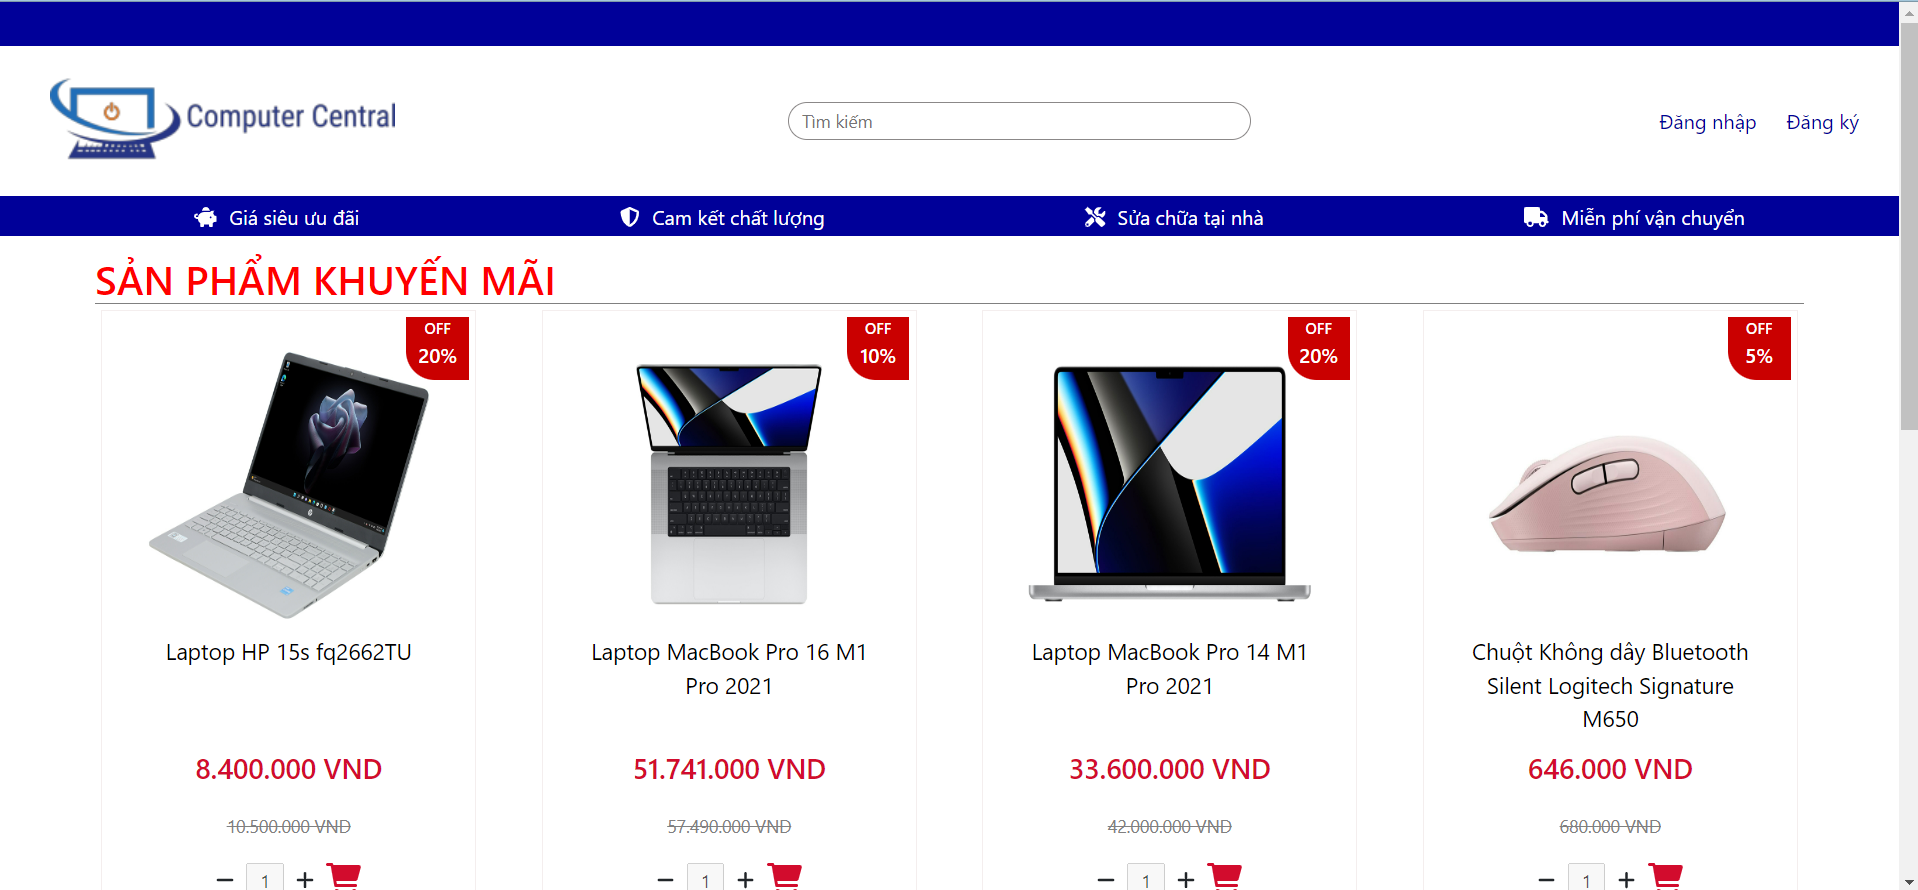 Computer Central
Tìm kiếm
Đăng nhập
Đăng ký
Giá siêu ưu đãi
Cam kết chất lượng
Sửa chữa tại nhà
Miễn phí vận chuyển
SẢN PHẨM KHUYẾN MÃI
OFF
20%
Laptop HP 15s fq2662TU
8.400.000 VND
10.500.000 VND
1
OFF
10%
Laptop MacBook Pro 16 M1
Pro 2021
51.741.000 VND
57.490.000 VND
1
OFF
20%
Laptop MacBook Pro 14 M1
Pro 2021
33.600.000 VND
42.000.000 VND
1
OFF
5%
Chuột Không dây Bluetooth
Silent Logitech Signature
M650
646.000 VND
680.000 VND
1